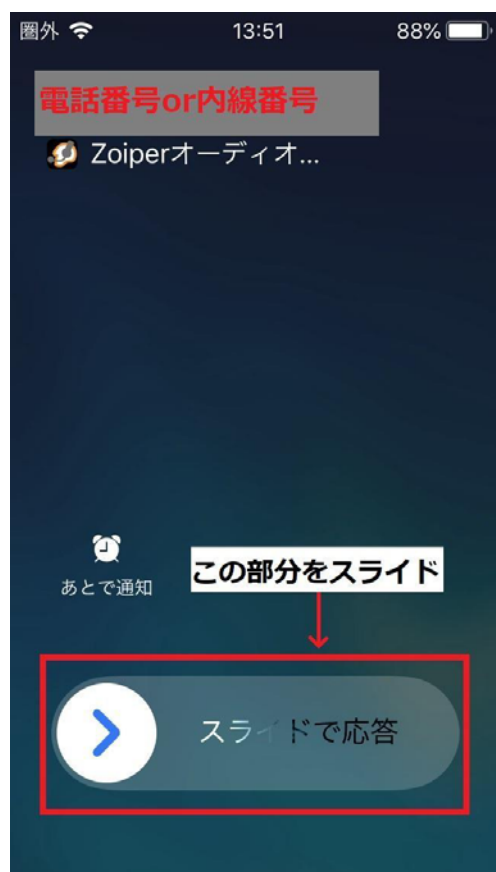 圏外 13:51 88%
電話番号or内線番号
Zoiperオーディオ...
あとで通知
この部分をスライド
スライドで応答